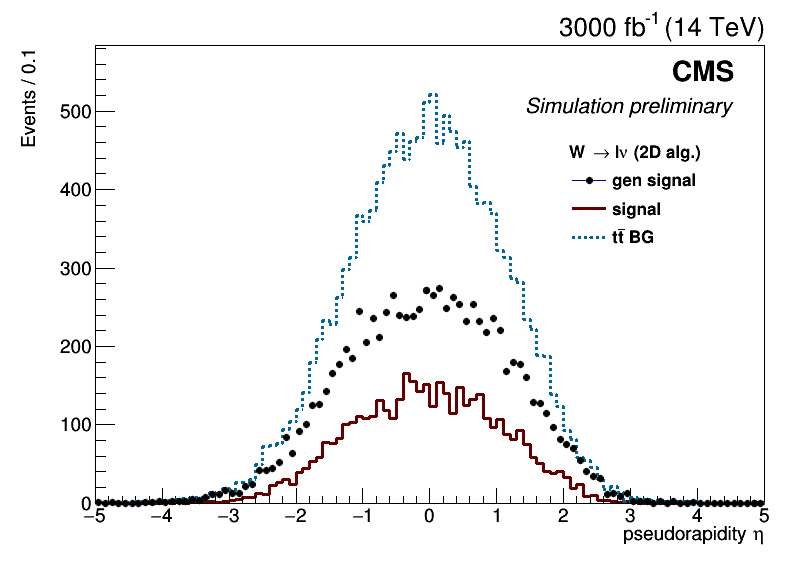 3000 fb⁻¹ (14 TeV)
CMS
Simulation preliminary
W → lν (2D alg.)
gen signal
signal
tt̄ BG
Events / 0.1
500
400
300
200
100
0
−5 −4 −3 −2 −1 0 1 2 3 4 5
pseudorapidity η